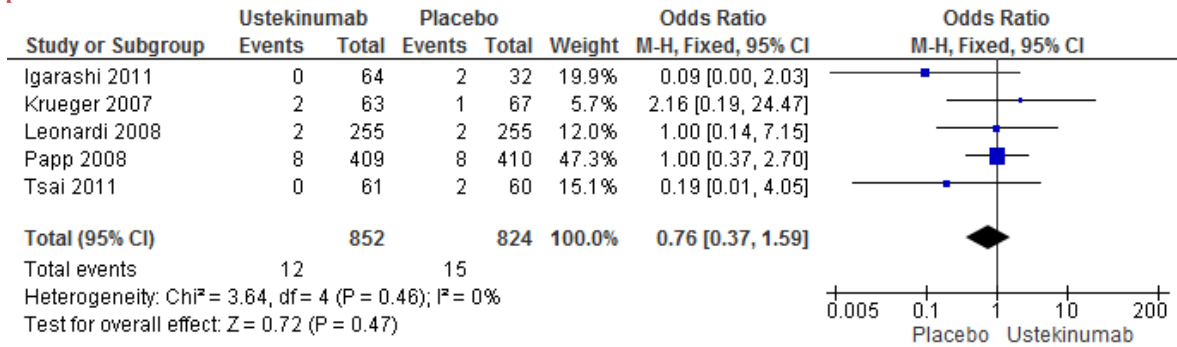 Ustekinumab Placebo Odds Ratio Odds Ratio
Study or Subgroup Events Total Events Total Weight M-H, Fixed, 95% CI M-H, Fixed, 95% CI
Igarashi 2011 0 64 2 32 19.9% 0.09 [0.00, 2.03]
Krueger 2007 2 63 1 67 5.7% 2.16 [0.19, 24.47]
Leonardi 2008 2 255 2 255 12.0% 1.00 [0.14, 7.15]
Papp 2008 8 409 8 410 47.3% 1.00 [0.37, 2.70]
Tsai 2011 0 61 2 60 15.1% 0.19 [0.01, 4.05]
Total (95% CI) 852 824 100.0% 0.76 [0.37, 1.59]
Total events 12 15
Heterogeneity: Chi² = 3.64, df = 4 (P = 0.46); I² = 0%
Test for overall effect: Z = 0.72 (P = 0.47)
0.005 0.1 1 10 200
Placebo Ustekinumab